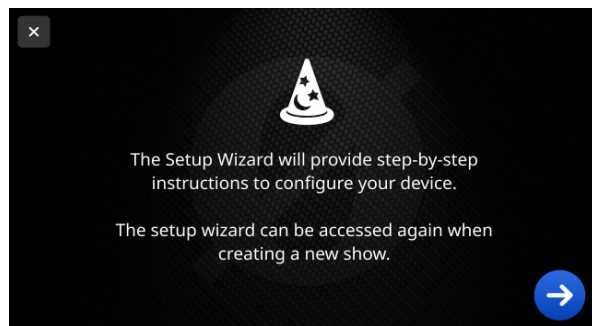 The Setup Wizard will provide step-by-step
instructions to configure your device.
The setup wizard can be accessed again when
creating a new show.